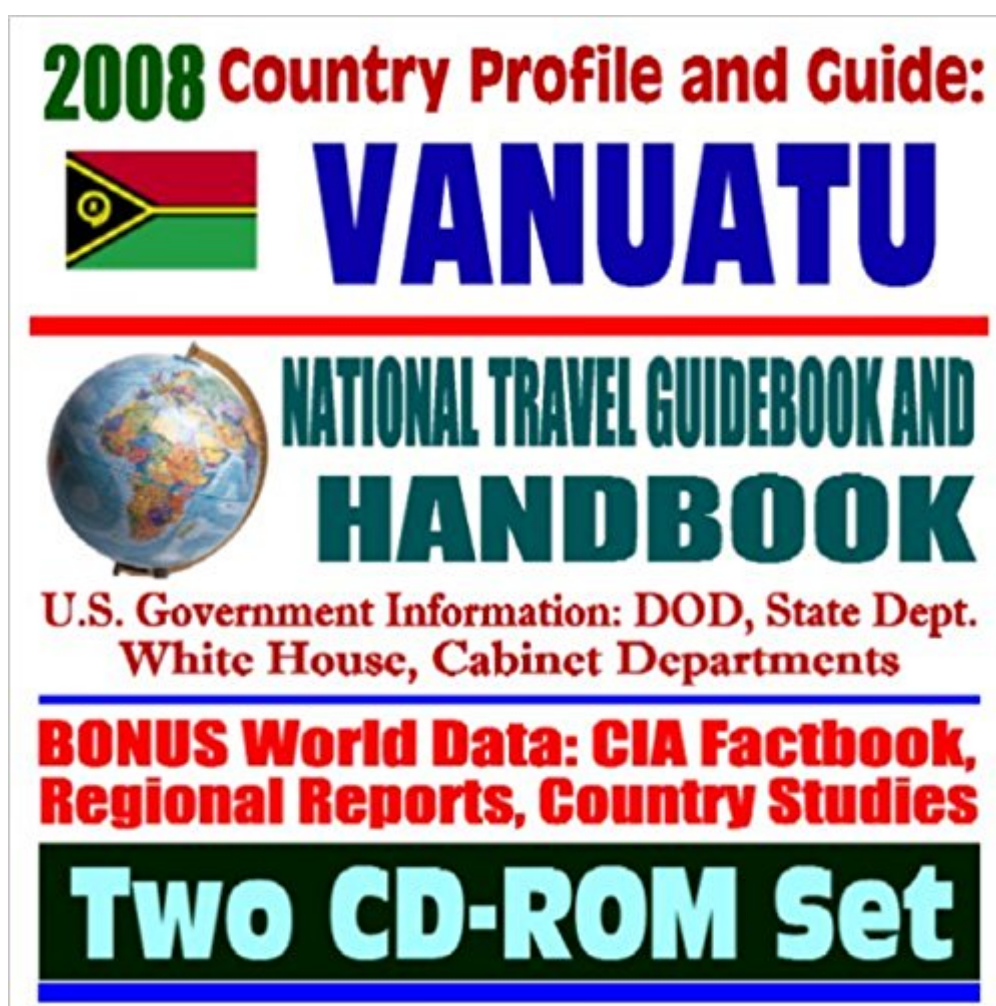 2008 Country Profile and Guide:
VANUATU
NATIONAL TRAVEL GUIDEBOOK AND
HANDBOOK
U.S. Government Information: DOD, State Dept.
White House, Cabinet Departments
BONUS World Data: CIA Factbook,
Regional Reports, Country Studies
Two CD-ROM Set